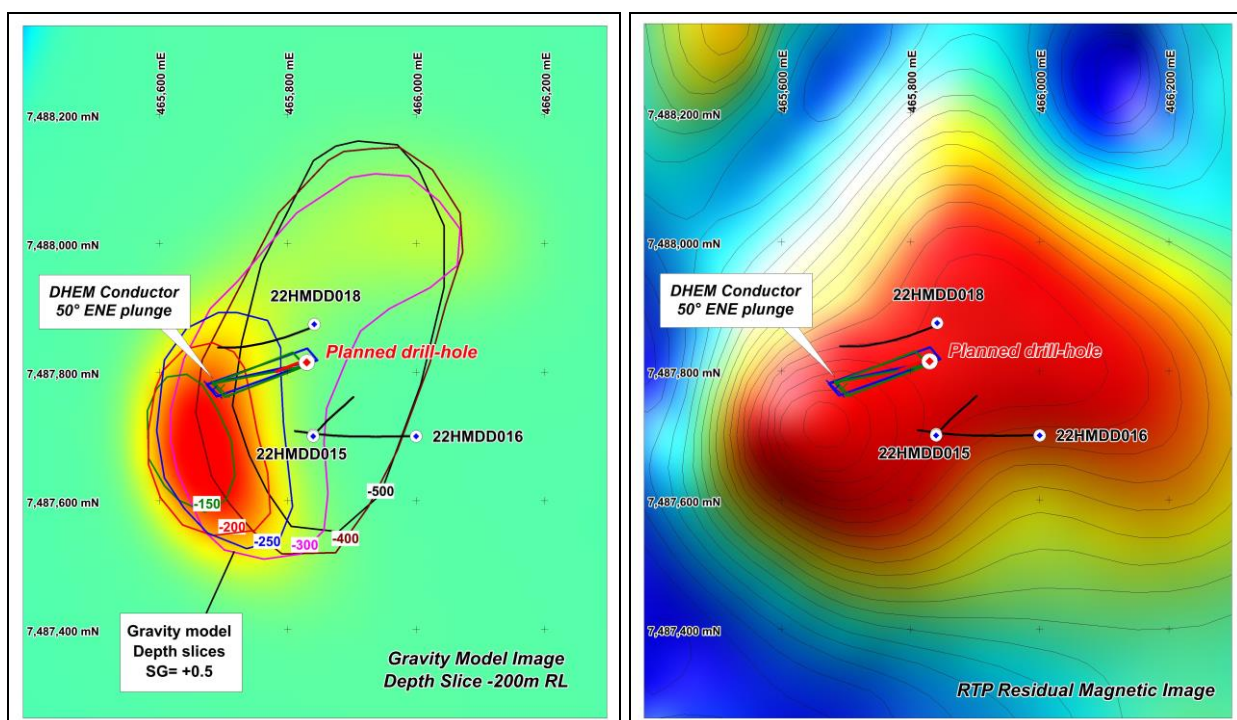 465,600 mE
465,800 mE
466,000 mE
466,200 mE
7,488,200 mN
7,488,000 mN
DHEM Conductor
50° ENE plunge
22HMDD018
Planned drill-hole
7,487,800 mN
22HMDD016
22HMDD015
-150
-500
7,487,600 mN
-200
-250
-300
-400
Gravity model
Depth slices
SG= +0.5
7,487,400 mN
Gravity Model Image
Depth Slice -200m RL
465,600 mE
465,800 mE
466,000 mE
466,200 mE
7,488,200 mN
7,488,000 mN
DHEM Conductor
50° ENE plunge
22HMDD018
Planned drill-hole
7,487,800 mN
22HMDD015
22HMDD016
7,487,600 mN
7,487,400 mN
RTP Residual Magnetic Image